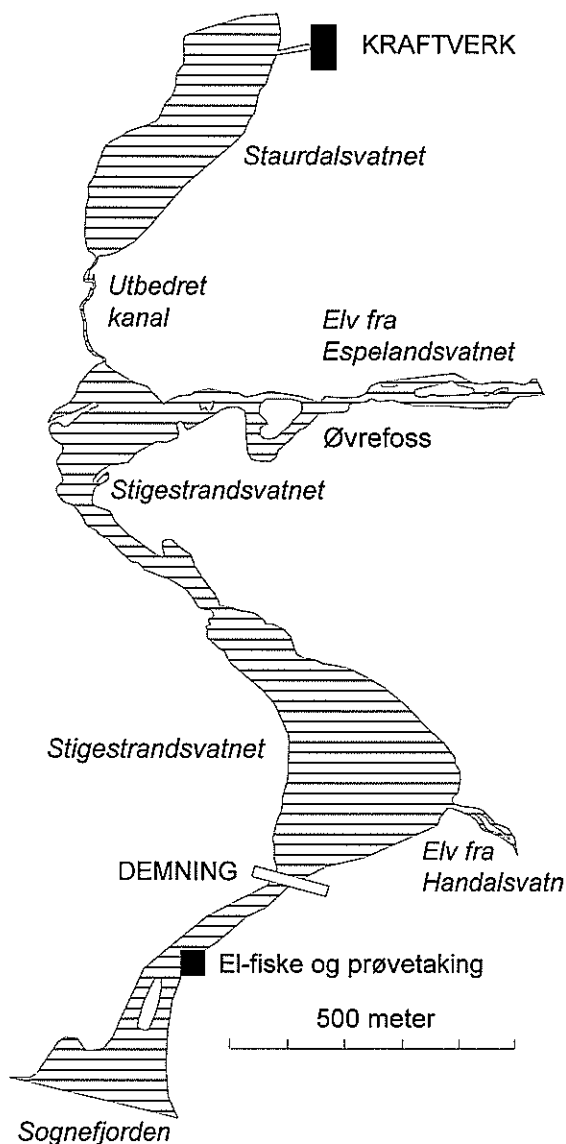 KRAFTVERK
Staurdalsvatnet
Utbedret
kanal
Elv fra
Espelandsvatnet
Øvrefoss
Stigestrandsvatnet
Stigestrandsvatnet
Elv fra
Handalsvatn
DEMNING
El-fiske og prøvetaking
500 meter
Sognefjorden